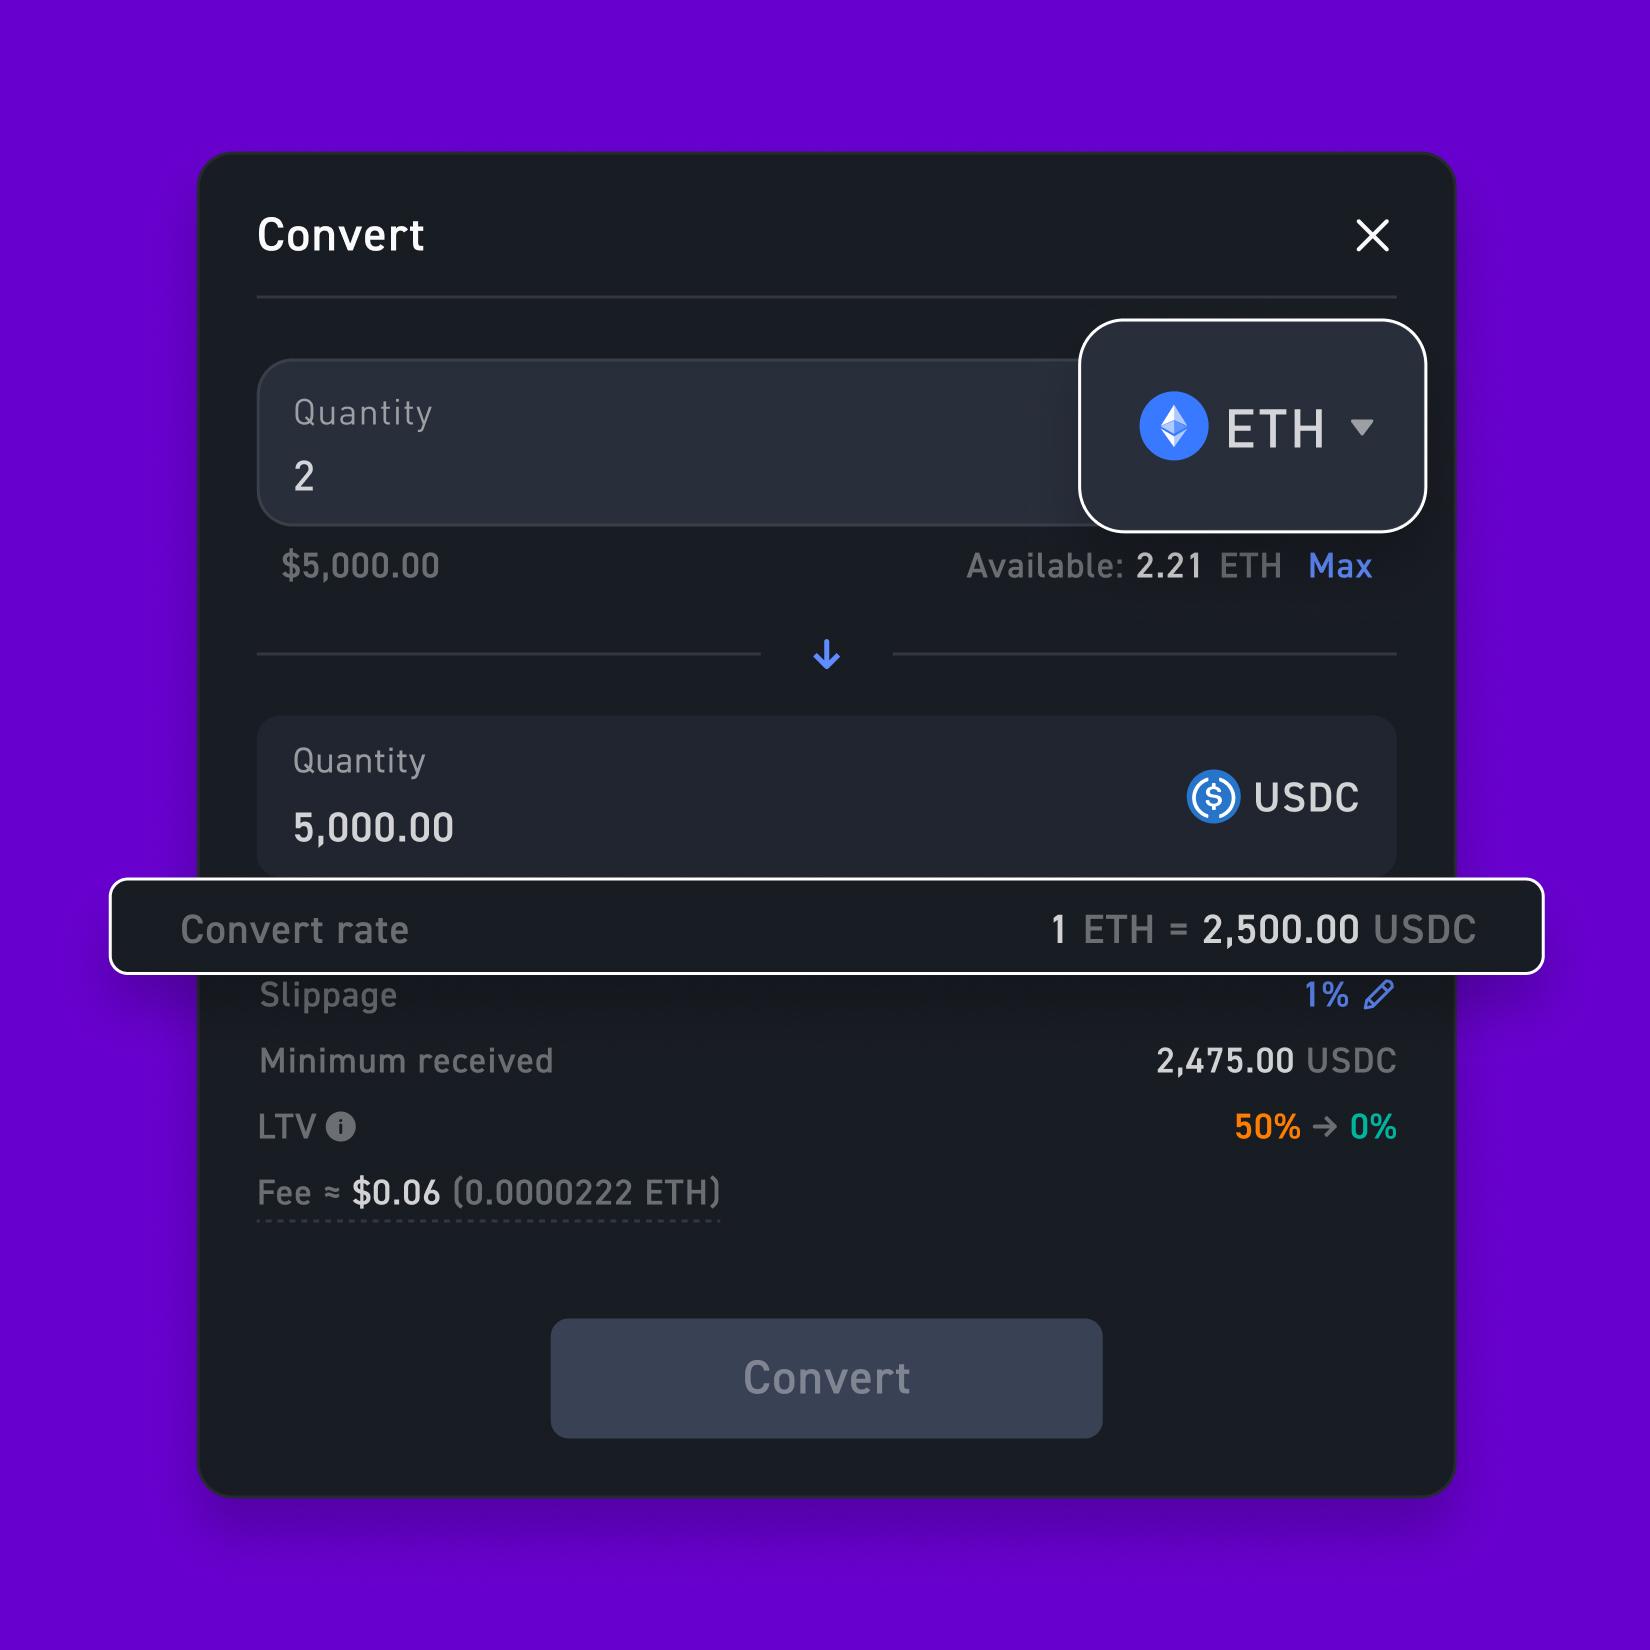 Convert
Quantity
2
ETH
$5,000.00
Available: 2.21 ETH Max
Quantity
5,000.00
USDC
Convert rate
1 ETH = 2,500.00 USDC
Slippage
1%
Minimum received
2,475.00 USDC
LTV
50% → 0%
Fee ≈ $0.06 (0.0000222 ETH)
Convert